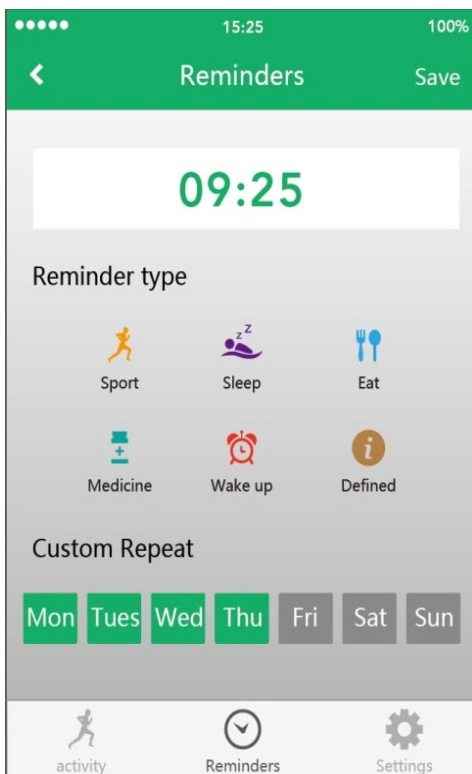 15:25 100%
Reminders Save
09:25
Reminder type
Sport Sleep Eat
Medicine Wake up Defined
Custom Repeat
Mon Tues Wed Thu Fri Sat Sun
activity Reminders Settings